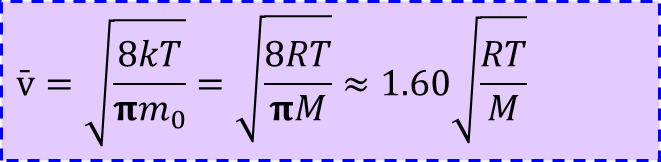 v̄ = √(8kT/πm₀) = √(8RT/πM) ≈ 1.60 √(RT/M)